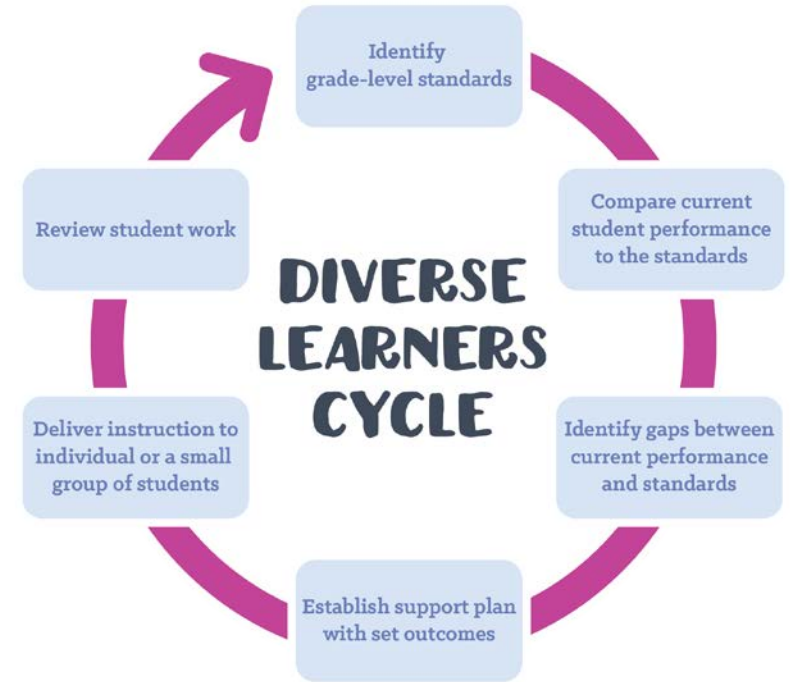 Identify
grade-level standards
Compare current
student performance
to the standards
Identify gaps between
current performance
and standards
Establish support plan
with set outcomes
Deliver instruction to
individual or a small
group of students
Review student work
DIVERSE
LEARNERS
CYCLE